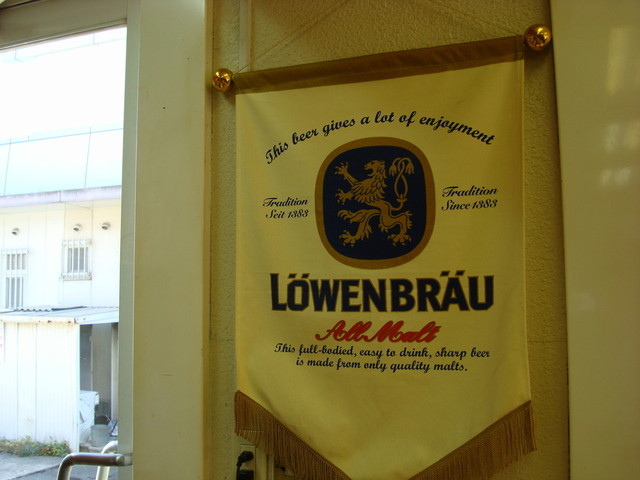 This beer gives a lot of enjoyment
Tradition
Seit 1383
Tradition
Since 1383
LÖWENBRÄU
All Malt
This full-bodied, easy to drink, sharp beer
is made from only quality malts.